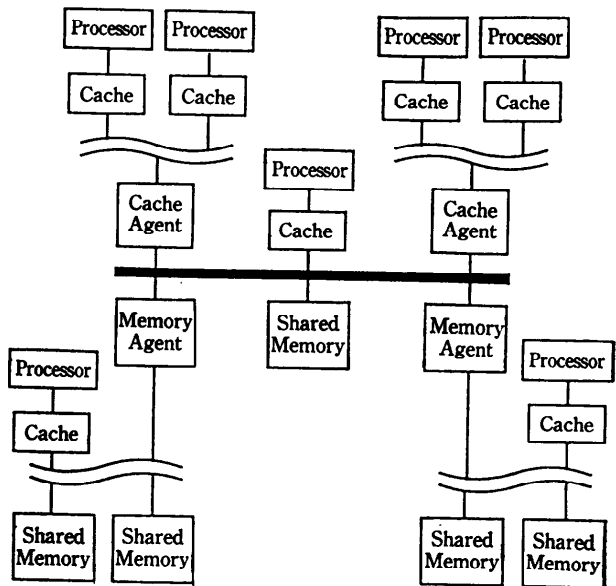 Processor
Processor
Processor
Processor
Cache
Cache
Cache
Cache
Processor
Cache
Agent
Cache
Cache
Agent
Memory
Agent
Shared
Memory
Memory
Agent
Processor
Processor
Cache
Cache
Shared
Memory
Shared
Memory
Shared
Memory
Shared
Memory